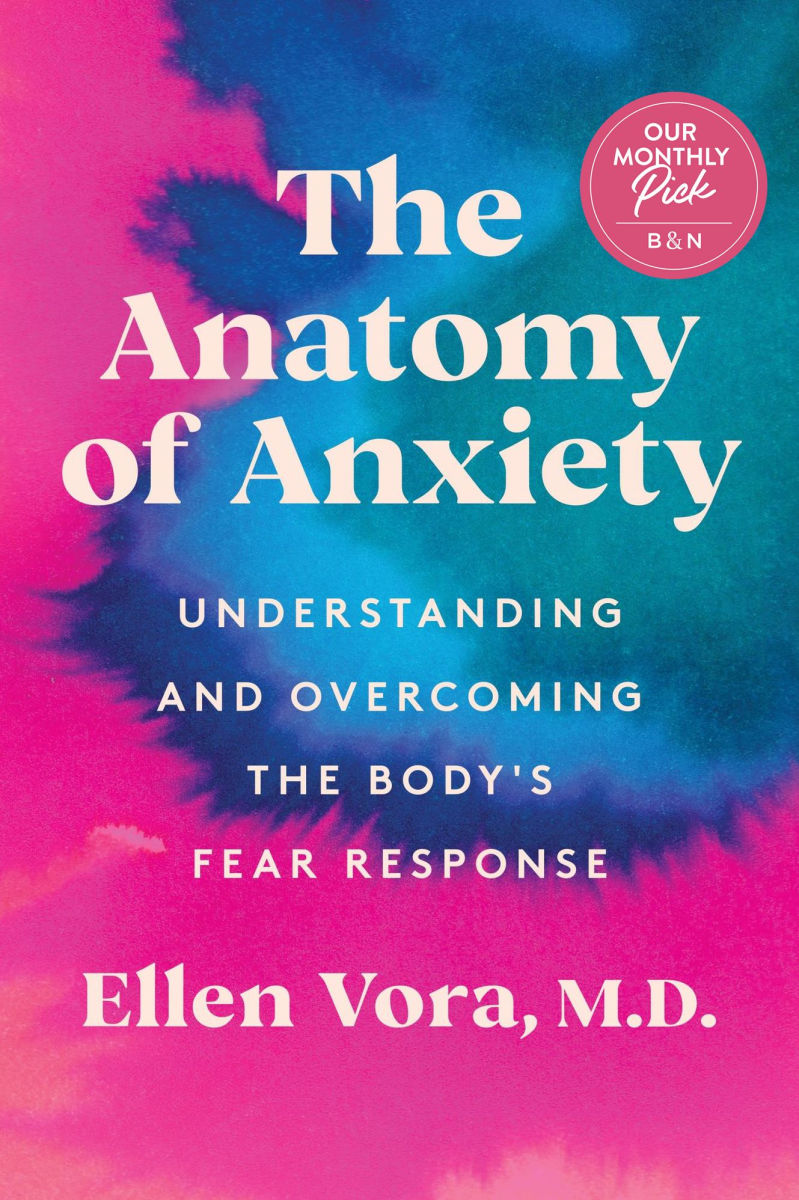 OUR
MONTHLY
Pick
B&N
The
Anatomy
of Anxiety
UNDERSTANDING
AND OVERCOMING
THE BODY'S
FEAR RESPONSE
Ellen Vora, M.D.